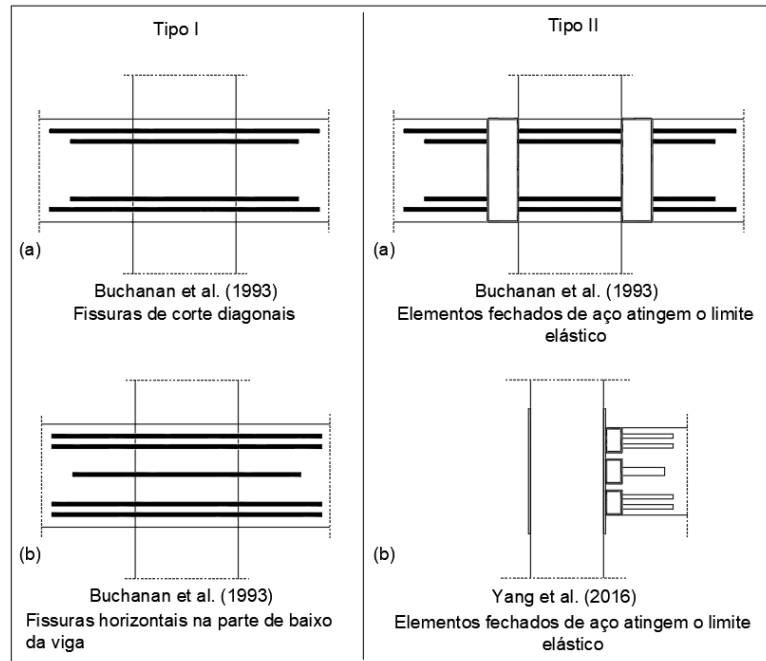 Tipo I
(a)
Buchanan et al. (1993)
Fissuras de corte diagonais
(b)
Buchanan et al. (1993)
Fissuras horizontais na parte de baixo
da viga
Tipo II
(a)
Buchanan et al. (1993)
Elementos fechados de aço atingem o limite
elástico
(b)
Yang et al. (2016)
Elementos fechados de aço atingem o limite
elástico